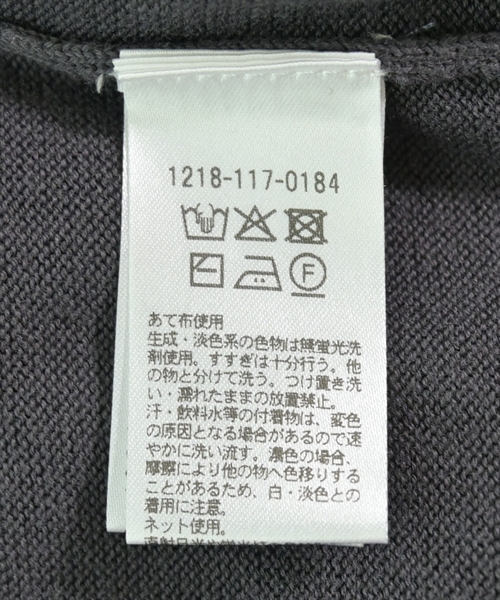 1218-117-0184
F
あて布使用
生成・淡色系の色物は無蛍光洗
剤使用。すすぎは十分行う。他
の物と分けて洗う。つけ置き洗
い・濡れたままの放置禁止。
汗・飲料水等の付着物は、変色
の原因となる場合があるので速
やかに洗い流す。濃色の場合、
摩擦により他の物へ色移りする
ことがあるため、白・淡色との
着用に注意。
ネット使用。